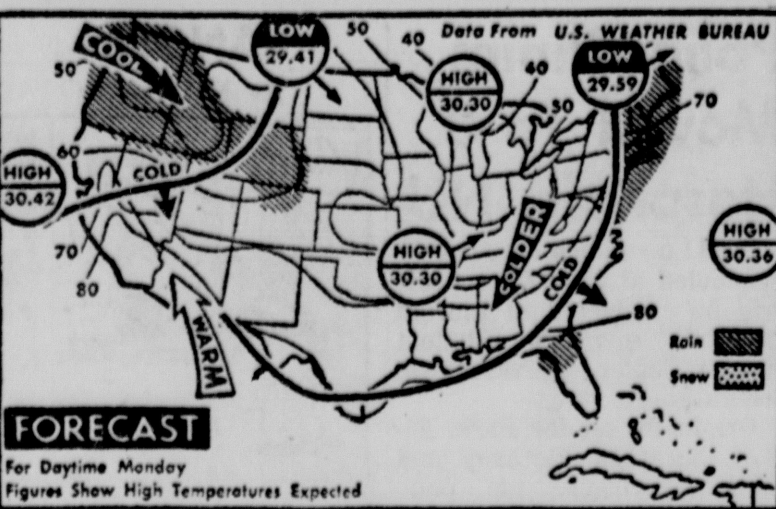 Data From U.S. WEATHER BUREAU
COOL
LOW
29.41
50
40
HIGH
30.30
40
50
LOW
29.59
70
50
60
HIGH
30.42
COLD
70
80
WARM
HIGH
30.30
COLDER
COLD
80
HIGH
30.36
Rain
Snow
FORECAST
For Daytime Monday
Figures Show High Temperatures Expected